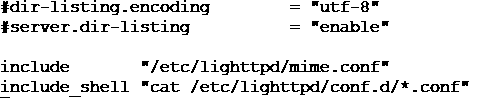 #dir-listing.encoding        = "utf-8"
#server.dir-listing          = "enable"

include       "/etc/lighttpd/mime.conf"
include_shell "cat /etc/lighttpd/conf.d/*.conf"